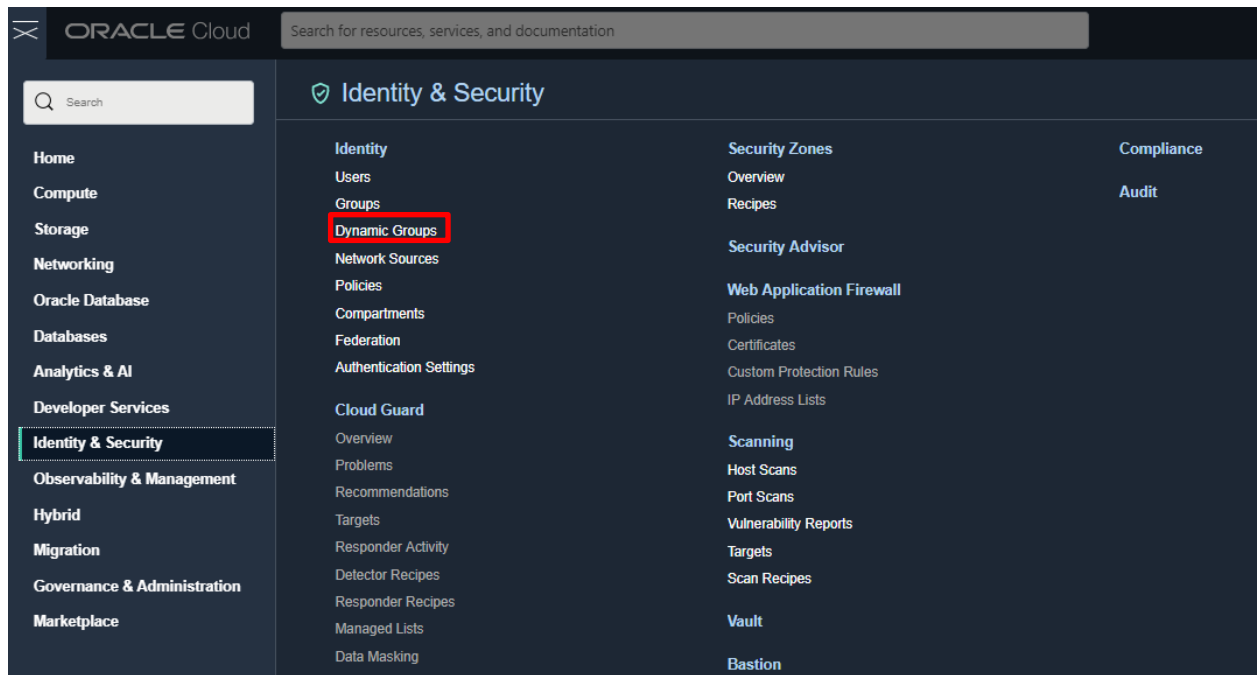 ORACLE Cloud
Search for resources, services, and documentation
Search
Home
Compute
Storage
Networking
Oracle Database
Databases
Analytics & AI
Developer Services
Identity & Security
Observability & Management
Hybrid
Migration
Governance & Administration
Marketplace
Identity & Security
Identity
Users
Groups
Dynamic Groups
Network Sources
Policies
Compartments
Federation
Authentication Settings
Cloud Guard
Overview
Problems
Recommendations
Targets
Responder Activity
Detector Recipes
Responder Recipes
Managed Lists
Data Masking
Security Zones
Overview
Recipes
Security Advisor
Web Application Firewall
Policies
Certificates
Custom Protection Rules
IP Address Lists
Scanning
Host Scans
Port Scans
Vulnerability Reports
Targets
Scan Recipes
Vault
Bastion
Compliance
Audit